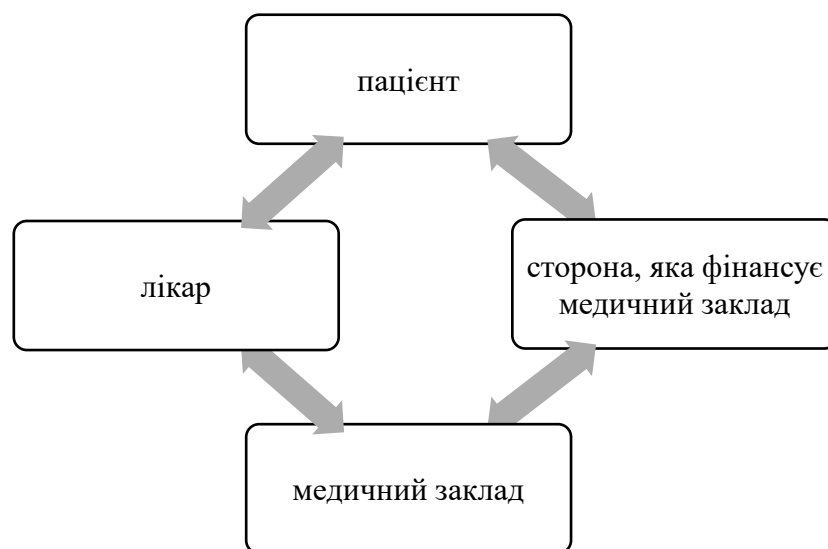 пацієнт
лікар
сторона, яка фінансує
медичний заклад
медичний заклад